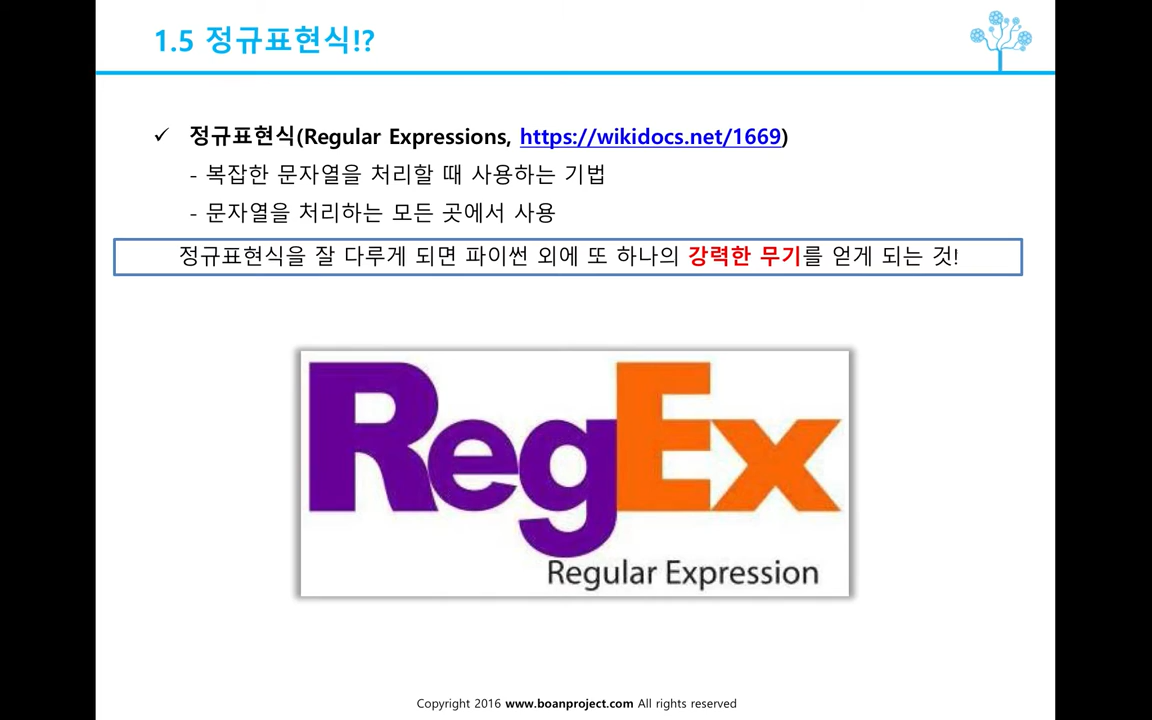 1.5 정규표현식!?
✓ 정규표현식(Regular Expressions, https://wikidocs.net/1669)
- 복잡한 문자열을 처리할 때 사용하는 기법
- 문자열을 처리하는 모든 곳에서 사용
정규표현식을 잘 다루게 되면 파이썬 외에 또 하나의 강력한 무기를 얻게 되는 것!
RegEx
Regular Expression
Copyright 2016 www.boanproject.com All rights reserved